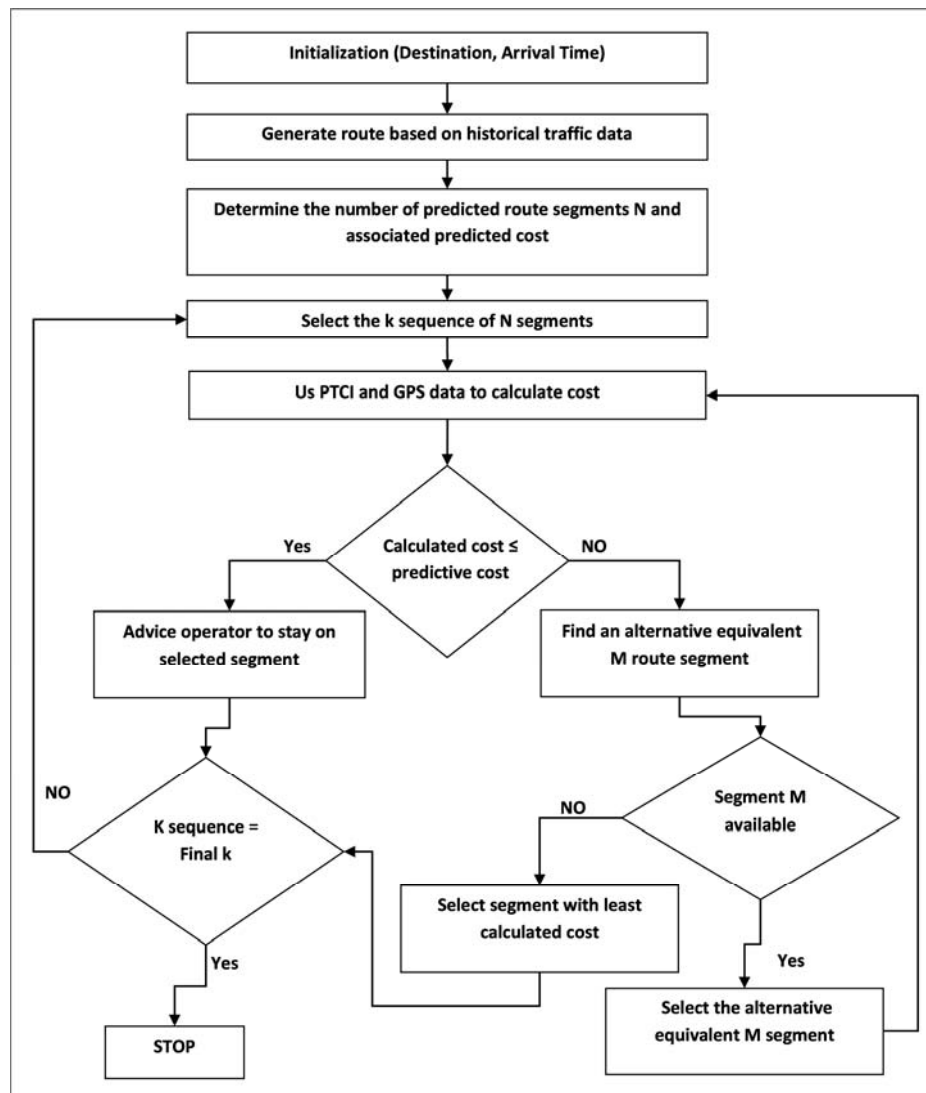 Initialization (Destination, Arrival Time)
Generate route based on historical traffic data
Determine the number of predicted route segments N and
associated predicted cost
Select the k sequence of N segments
Us PTCI and GPS data to calculate cost
Yes
Calculated cost ≤
predictive cost
NO
Advice operator to stay on
selected segment
Find an alternative equivalent
M route segment
NO
K sequence =
Final k
NO
Segment M
available
Select segment with least
calculated cost
Yes
Yes
STOP
Select the alternative
equivalent M segment